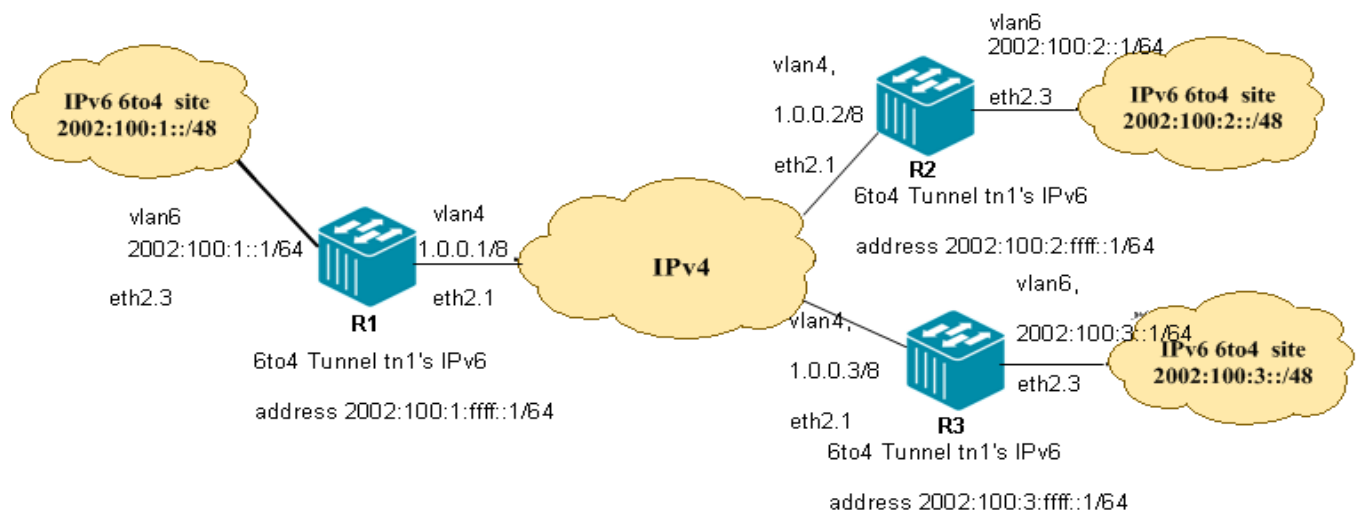 IPv6 6to4 site
2002:100:1::/48
vlan6
2002:100:1::1/64
eth2.3
vlan4
1.0.0.1/8
eth2.1
R1
6to4 Tunnel tn1's IPv6
address 2002:100:1:ffff::1/64
IPv4
vlan4,
1.0.0.2/8
eth2.1
vlan6
2002:100:2::1/64
eth2.3
R2
6to4 Tunnel tn1's IPv6
address 2002:100:2:ffff::1/64
IPv6 6to4 site
2002:100:2::/48
vlan4,
1.0.0.3/8
eth2.1
vlan6,
2002:100:3::1/64
eth2.3
R3
6to4 Tunnel tn1's IPv6
address 2002:100:3:ffff::1/64
IPv6 6to4 site
2002:100:3::/48